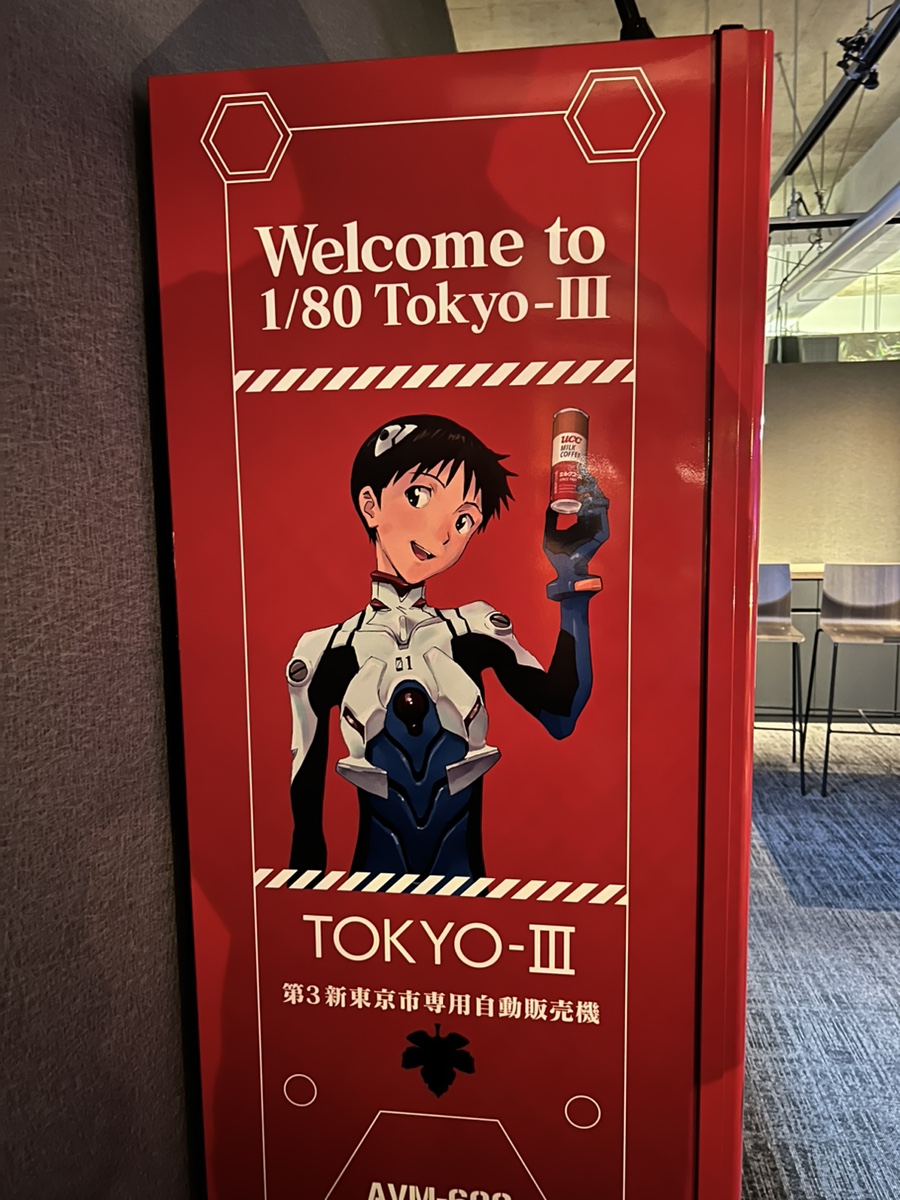 Welcome to
1/80 Tokyo-III
ucc
MILK
COFFEE
01
TOKYO-III
第3新東京市専用自動販売機